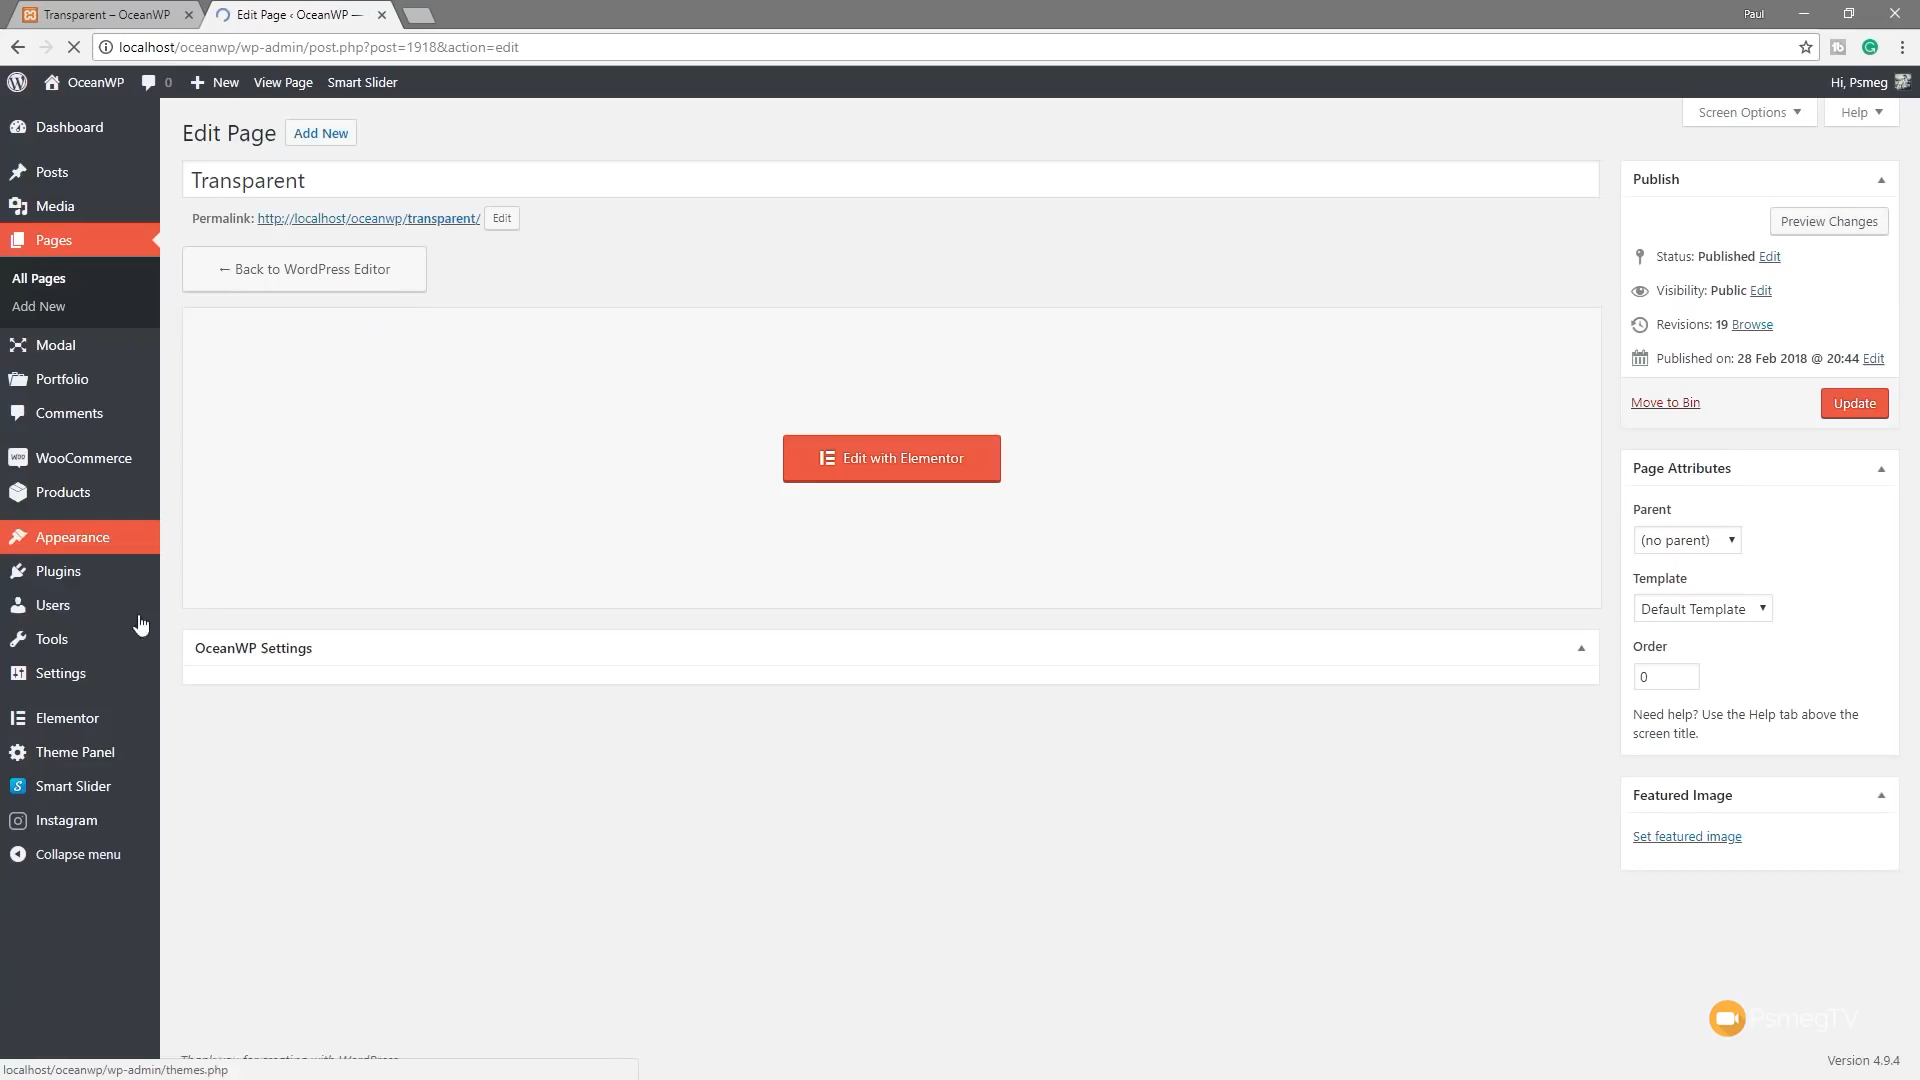 Transparent – OceanWP
Edit Page ‹ OceanWP —
Paul
localhost/oceanwp/wp-admin/post.php?post=1918&action=edit
OceanWP
0
New
View Page
Smart Slider
Hi, Psmeg
Screen Options
Help
Dashboard
Posts
Media
Pages
All Pages
Add New
Modal
Portfolio
Comments
WooCommerce
Products
Appearance
Plugins
Users
Tools
Settings
Elementor
Theme Panel
Smart Slider
Instagram
Collapse menu
Edit Page
Add New
Transparent
Permalink: http://localhost/oceanwp/transparent/ Edit
← Back to WordPress Editor
Edit with Elementor
OceanWP Settings
Publish
Preview Changes
Status: Published Edit
Visibility: Public Edit
Revisions: 19 Browse
Published on: 28 Feb 2018 @ 20:44 Edit
Move to Bin
Update
Page Attributes
Parent
(no parent)
Template
Default Template
Order
0
Need help? Use the Help tab above the
screen title.
Featured Image
Set featured image
PsmegTV
Version 4.9.4
localhost/oceanwp/wp-admin/themes.php